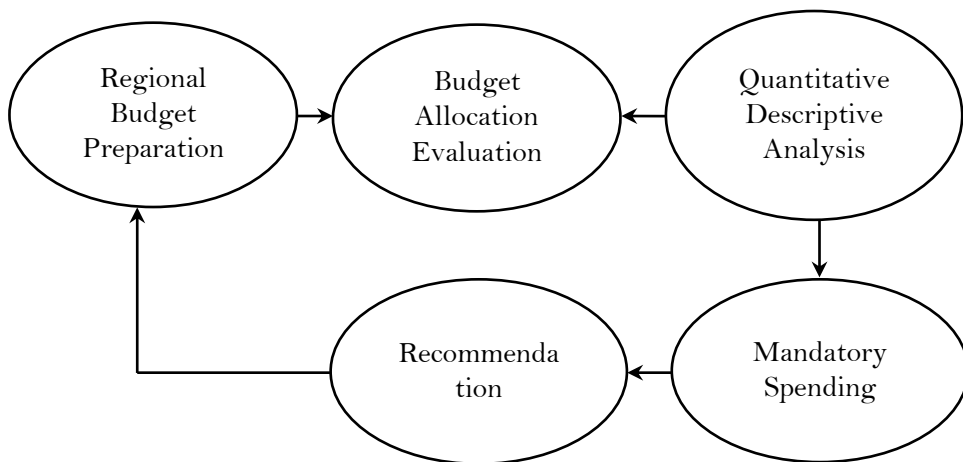 Regional
Budget
Preparation
Budget
Allocation
Evaluation
Quantitative
Descriptive
Analysis
Recommenda
tion
Mandatory
Spending